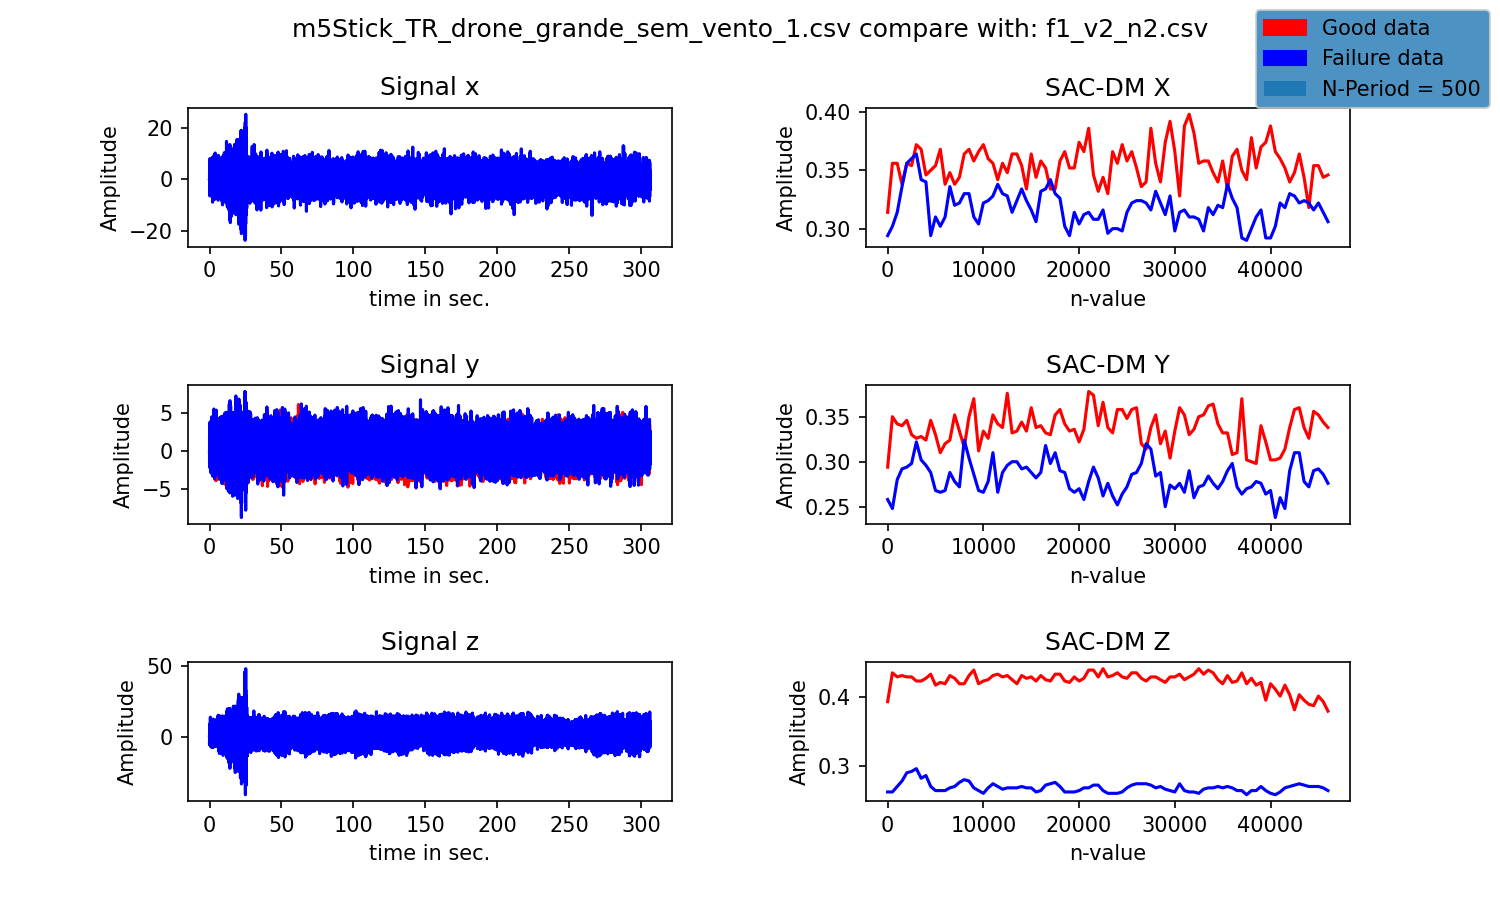 m5Stick_TR_drone_grande_sem_vento_1.csv compare with: f1_v2_n2.csv
Good data
Failure data
N-Period = 500
Signal x
Amplitude
20
0
−20
0 50 100 150 200 250 300
time in sec.
SAC-DM X
Amplitude
0.40
0.35
0.30
0 10000 20000 30000 40000
n-value
Signal y
Amplitude
5
0
−5
0 50 100 150 200 250 300
time in sec.
SAC-DM Y
Amplitude
0.35
0.30
0.25
0 10000 20000 30000 40000
n-value
Signal z
Amplitude
50
0
0 50 100 150 200 250 300
time in sec.
SAC-DM Z
Amplitude
0.4
0.3
0 10000 20000 30000 40000
n-value